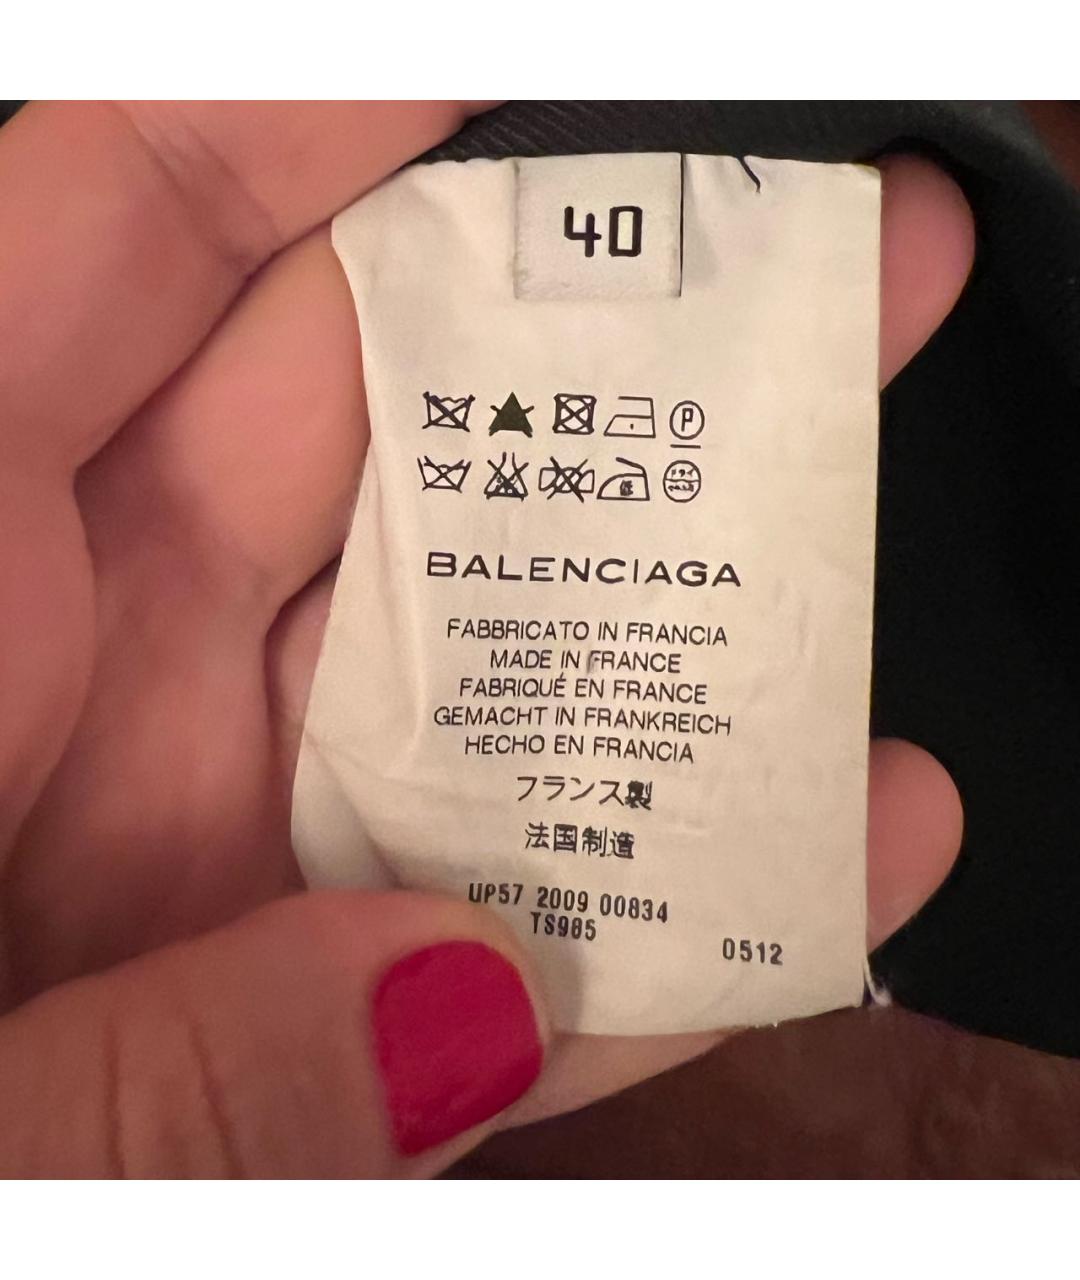 40
P
BALENCIAGA
FABBRICATO IN FRANCIA
MADE IN FRANCE
FABRIQUÉ EN FRANCE
GEMACHT IN FRANKREICH
HECHO EN FRANCIA
フランス製
法国制造
UP57 2009 00834
TS985
0512